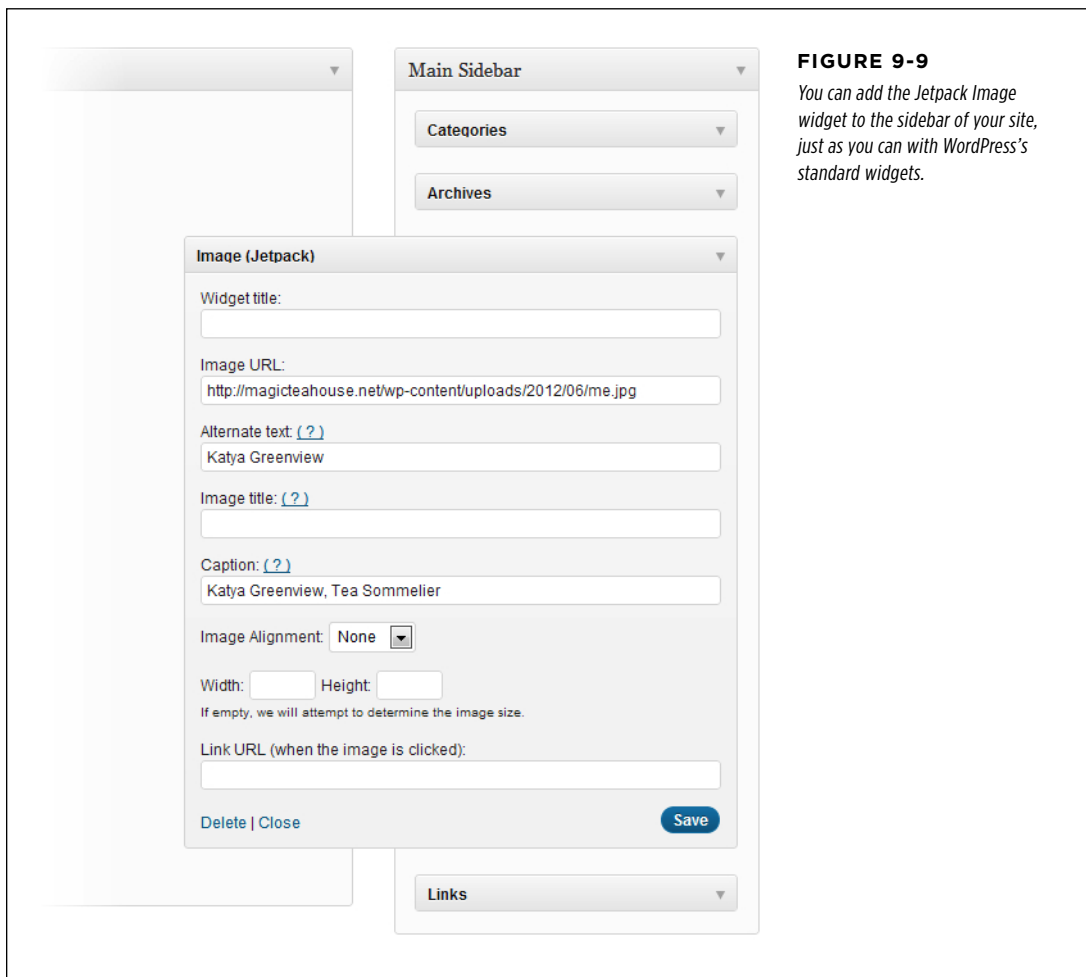 Main Sidebar
Categories
Archives
Image (Jetpack)
Widget title:
Image URL:
http://magicteahouse.net/wp-content/uploads/2012/06/me.jpg
Alternate text: ( ? )
Katya Greenview
Image title: ( ? )
Caption: ( ? )
Katya Greenview, Tea Sommelier
Image Alignment: None
Width: Height:
If empty, we will attempt to determine the image size.
Link URL (when the image is clicked):
Delete | Close
Save
Links
FIGURE 9-9
You can add the Jetpack Image
widget to the sidebar of your site,
just as you can with WordPress’s
standard widgets.